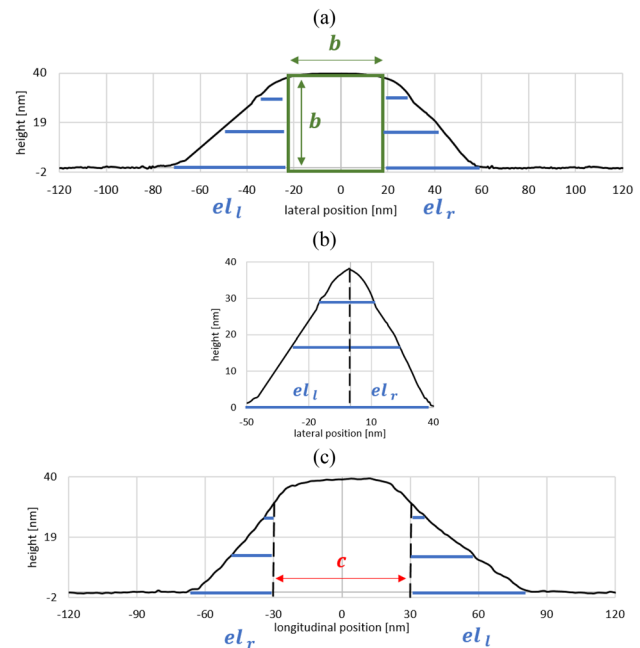 (a)
b
40
19
-2
height [nm]
b
-120 -100 -80 -60 -40 -20 0 20 40 60 80 100 120
el_l lateral position [nm] el_r
(b)
40
30
20
10
0
height [nm]
el_l el_r
-50 -20 10 40
lateral position [nm]
(c)
40
19
-2
height [nm]
c
-120 -90 -60 -30 0 30 60 90 120
el_r longitudinal position [nm] el_l